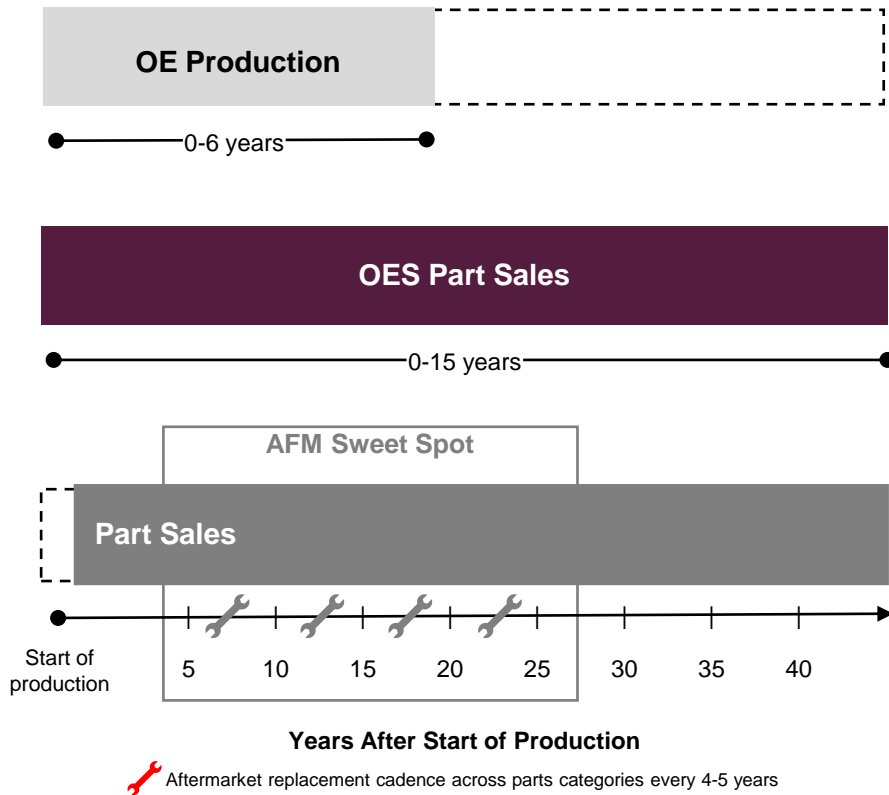 OE Production
0-6 years
OES Part Sales
0-15 years
AFM Sweet Spot
Part Sales
Start of
production
5 10 15 20 25 30 35 40
Years After Start of Production
Aftermarket replacement cadence across parts categories every 4-5 years